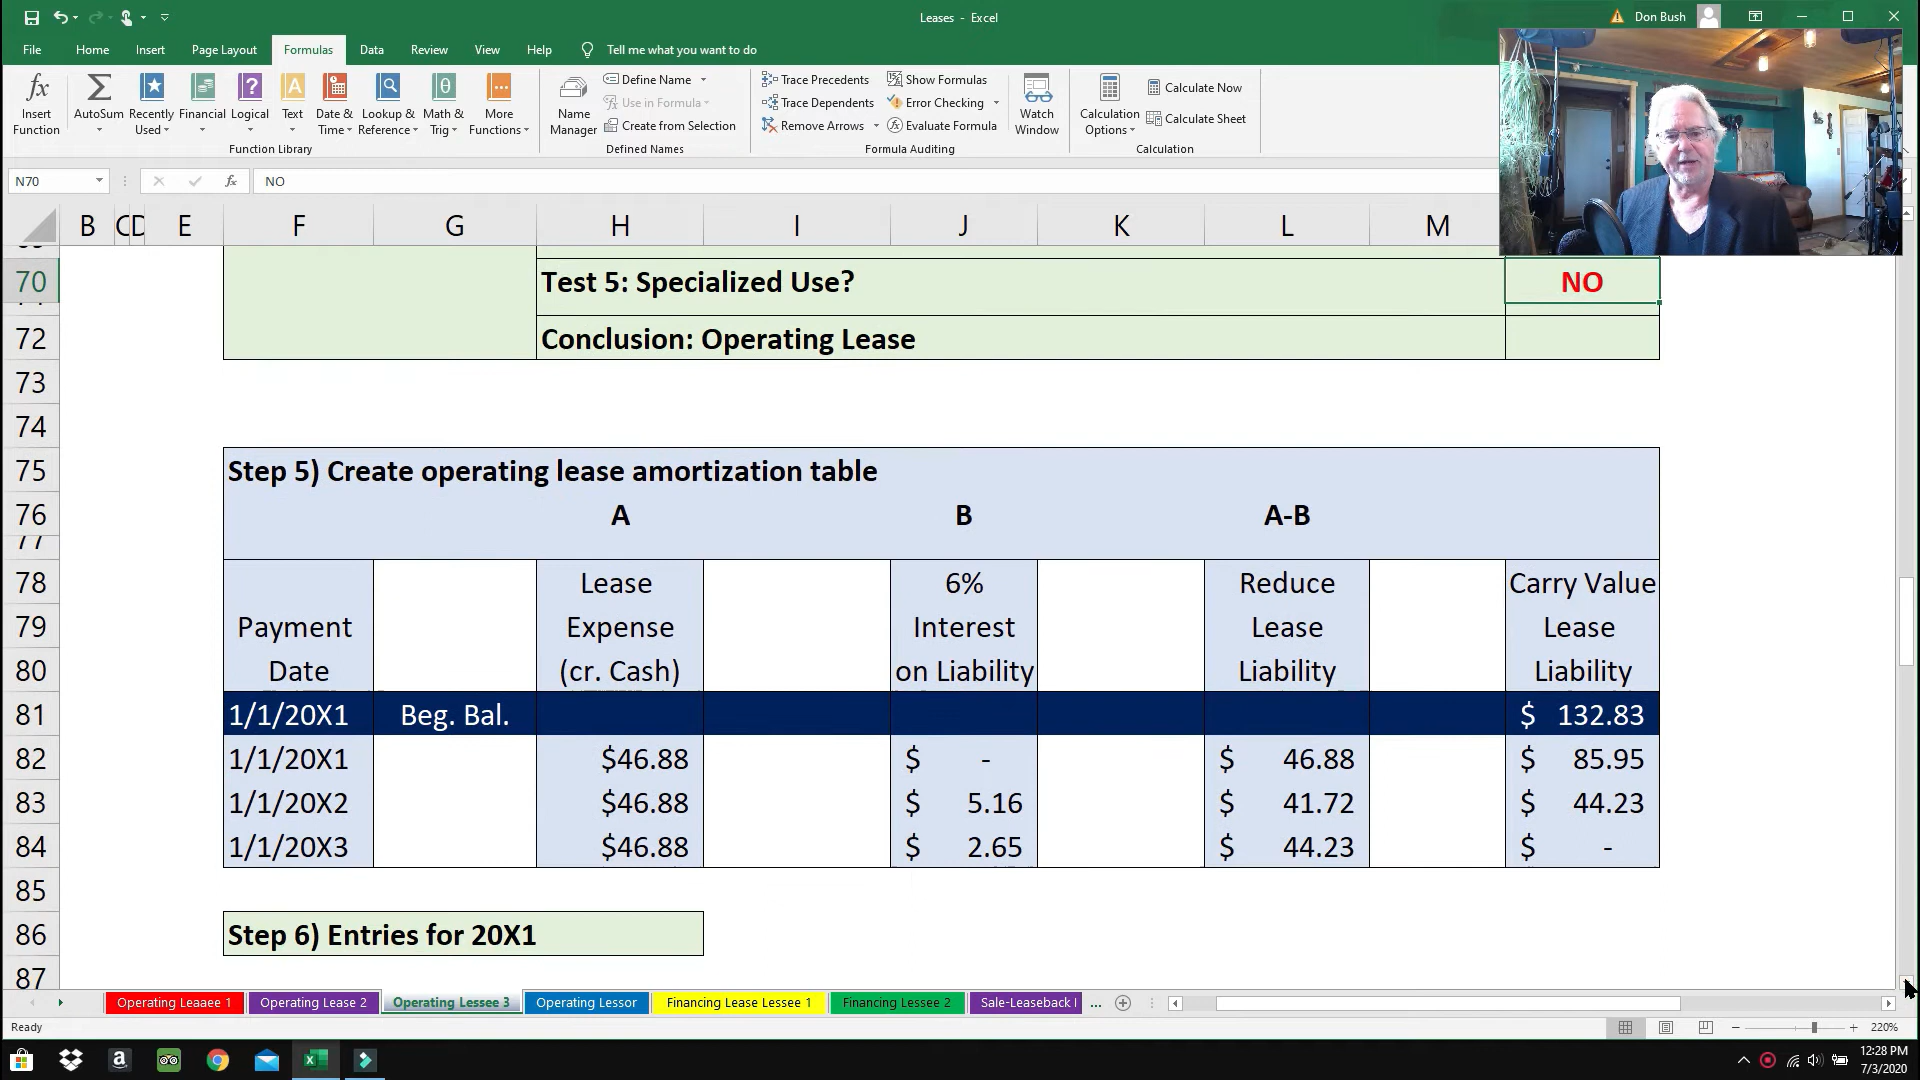 Leases - Excel
Don Bush
File Home Insert Page Layout Formulas Data Review View Help Tell me what you want to do
fx Insert Function
Σ AutoSum
Recently Used
Financial
? Logical
A Text
Date & Time
Lookup & Reference
θ Math & Trig
... More Functions
Function Library
Name Manager
Define Name
Use in Formula
Create from Selection
Defined Names
Trace Precedents
Trace Dependents
Remove Arrows
Show Formulas
Error Checking
Evaluate Formula
Formula Auditing
Watch Window
Calculation Options
Calculate Now
Calculate Sheet
Calculation
N70 fx NO
B C D E F G H I J K L M
70 Test 5: Specialized Use? NO
72 Conclusion: Operating Lease
73
74
75 Step 5) Create operating lease amortization table
76 A B A-B
77
78 Lease 6% Reduce Carry Value
79 Payment Expense Interest Lease Lease
80 Date (cr. Cash) on Liability Liability Liability
81 1/1/20X1 Beg. Bal. $ 132.83
82 1/1/20X1 $46.88 $ - $ 46.88 $ 85.95
83 1/1/20X2 $46.88 $ 5.16 $ 41.72 $ 44.23
84 1/1/20X3 $46.88 $ 2.65 $ 44.23 $ -
85
86 Step 6) Entries for 20X1
87
Operating Leaaee 1 Operating Lease 2 Operating Lessee 3 Operating Lessor Financing Lease Lessee 1 Financing Lessee 2 Sale-Leaseback ...
Ready 220%
12:28 PM
7/3/2020